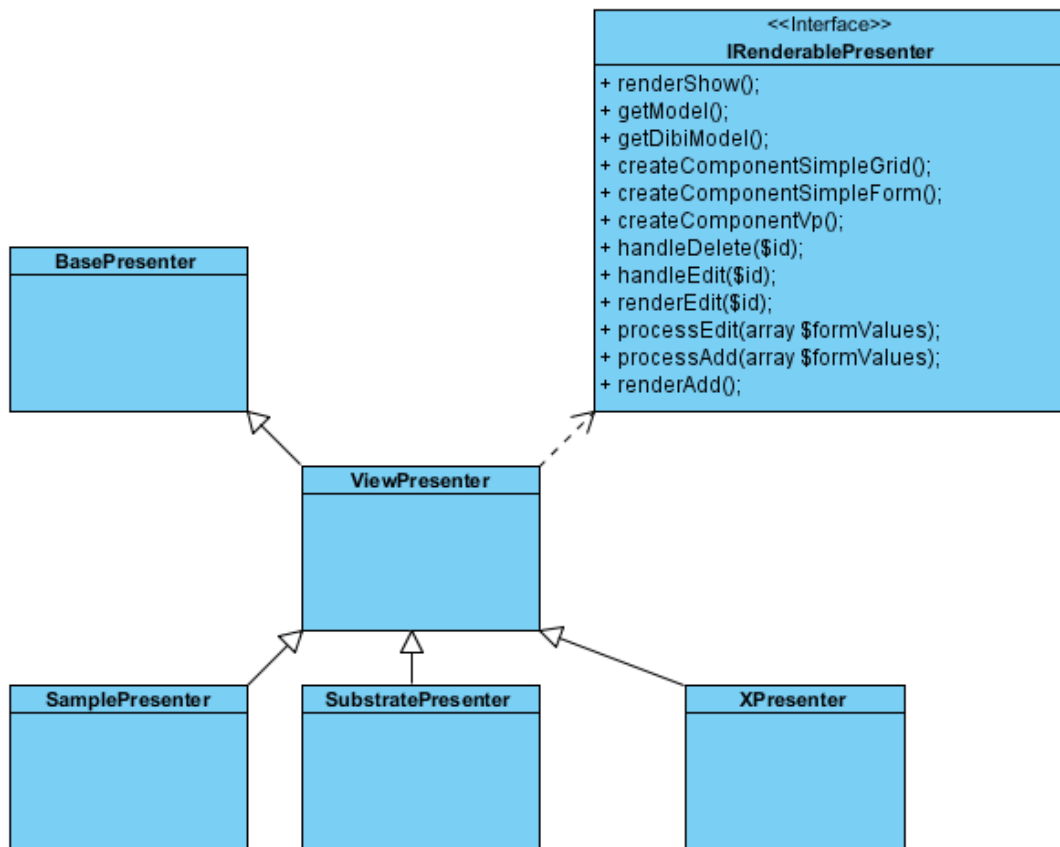 <<Interface>>
IRenderablePresenter
+ renderShow();
+ getModel();
+ getDibiModel();
+ createComponentSimpleGrid();
+ createComponentSimpleForm();
+ createComponentVp();
+ handleDelete($id);
+ handleEdit($id);
+ renderEdit($id);
+ processEdit(array $formValues);
+ processAdd(array $formValues);
+ renderAdd();
BasePresenter
ViewPresenter
SamplePresenter
SubstratePresenter
XPresenter